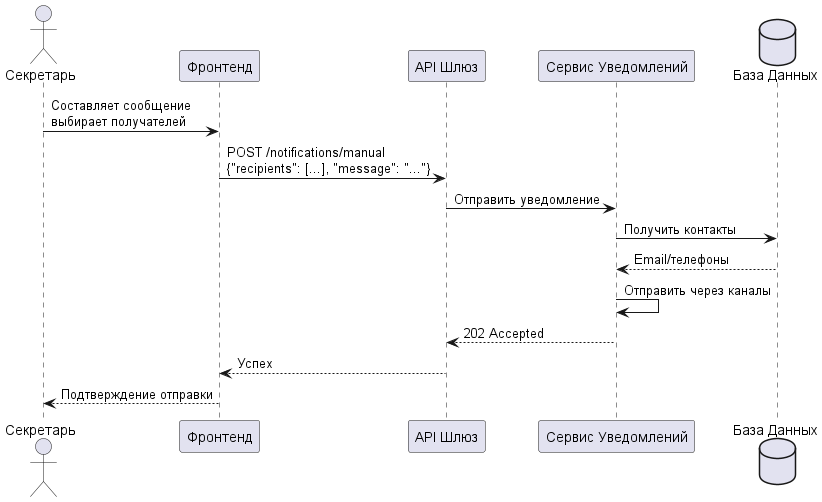 Секретарь
Фронтенд
API Шлюз
Сервис Уведомлений
База Данных
Составляет сообщение
выбирает получателей
POST /notifications/manual
{"recipients": [...], "message": "..."}
Отправить уведомление
Получить контакты
Email/телефоны
Отправить через каналы
202 Accepted
Успех
Подтверждение отправки
Секретарь
Фронтенд
API Шлюз
Сервис Уведомлений
База Данных